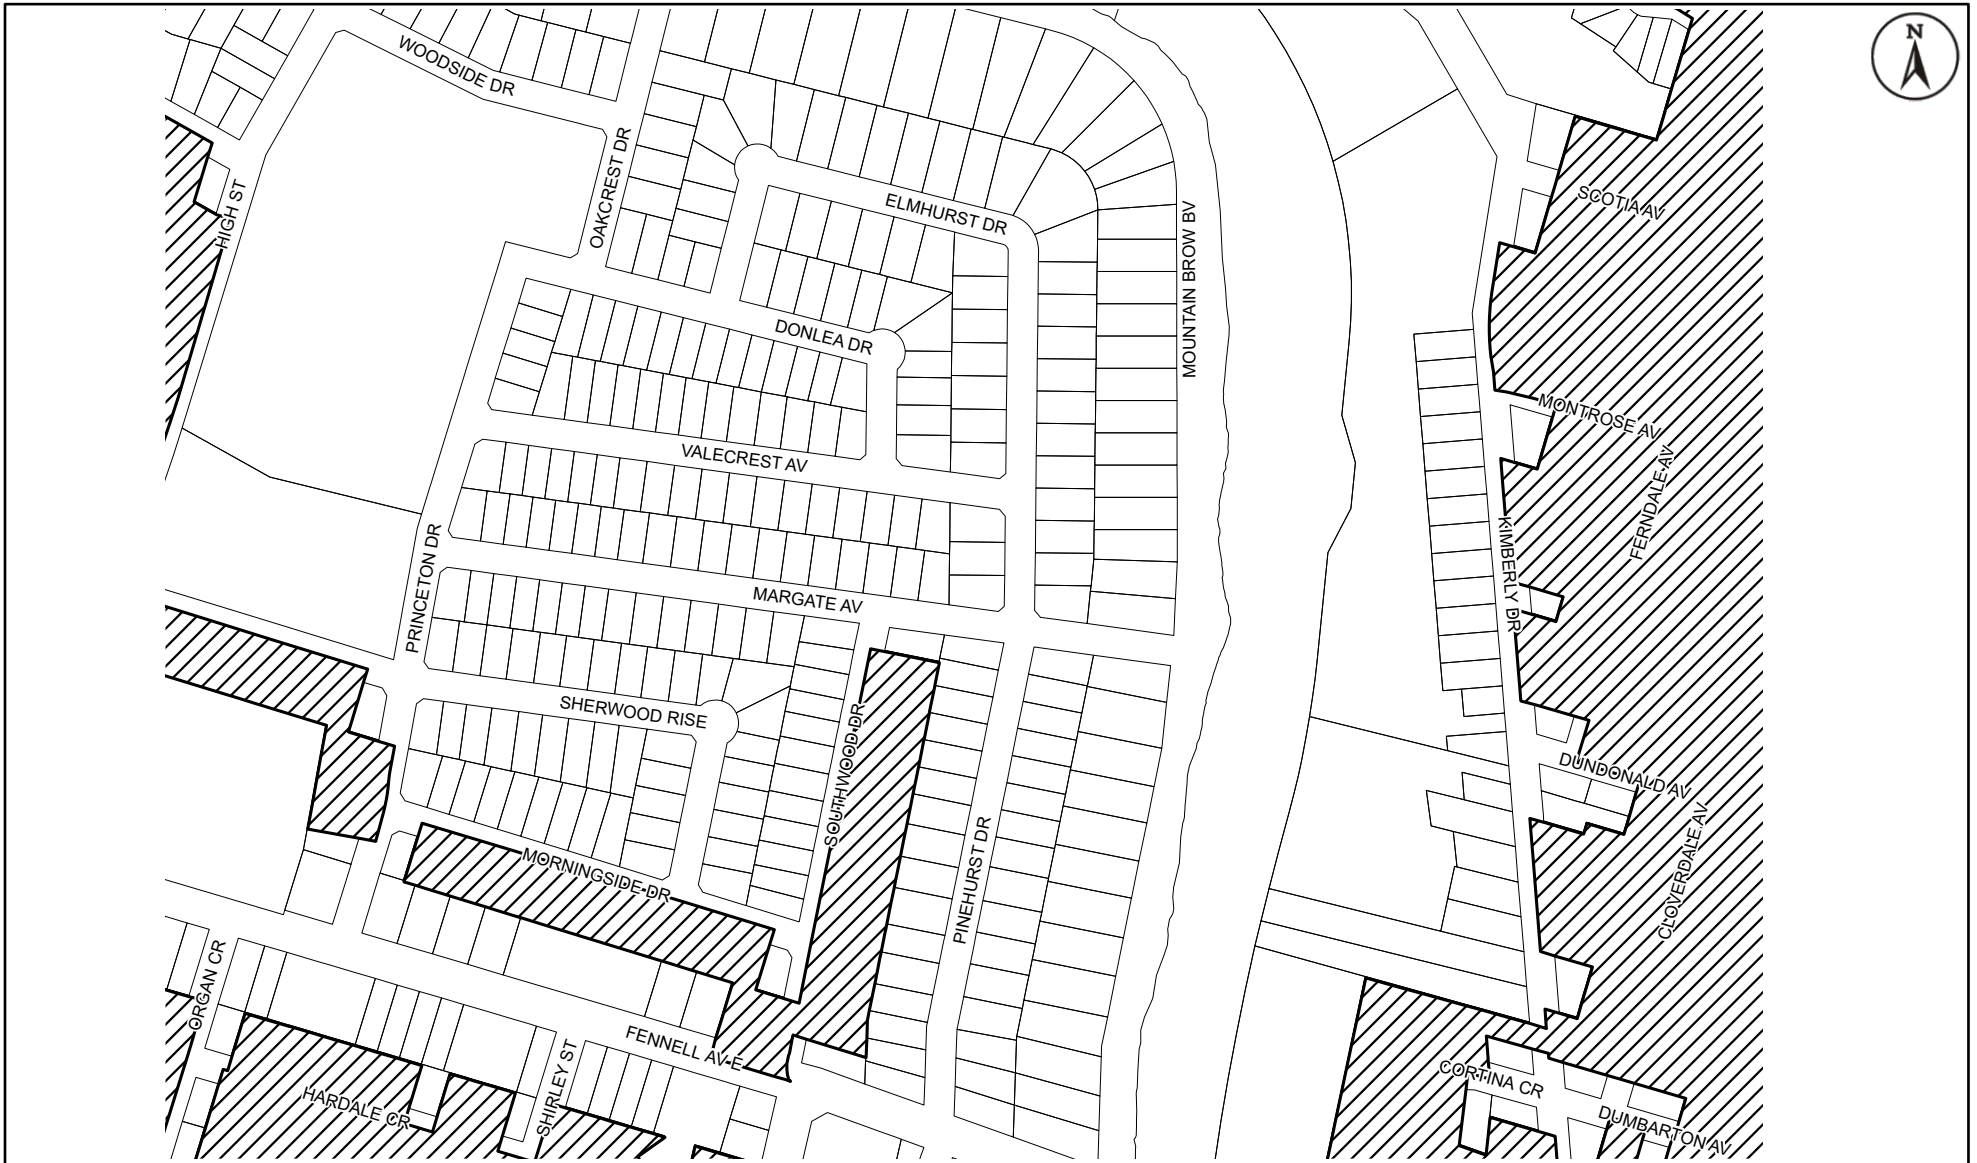 N
WOODSIDE DR
OAKCREST DR
HIGH ST
ELMHURST DR
MOUNTAIN BROW BV
SCOTIA AV
DONLEA DR
MONTROSE AV
VALECREST AV
FERNDALE AV
KIMBERLY DR
PRINCETON DR
MARGATE AV
SHERWOOD RISE
SOUTHWOOD DR
DUNDONALD AV
CLOVERDALE AV
PINEHURST DR
MORNINGSIDE DR
ORGAN CR
FENNELL AV E
SHIRLEY ST
HARDALE CR
CORTINA CR
DUMBARTON AV